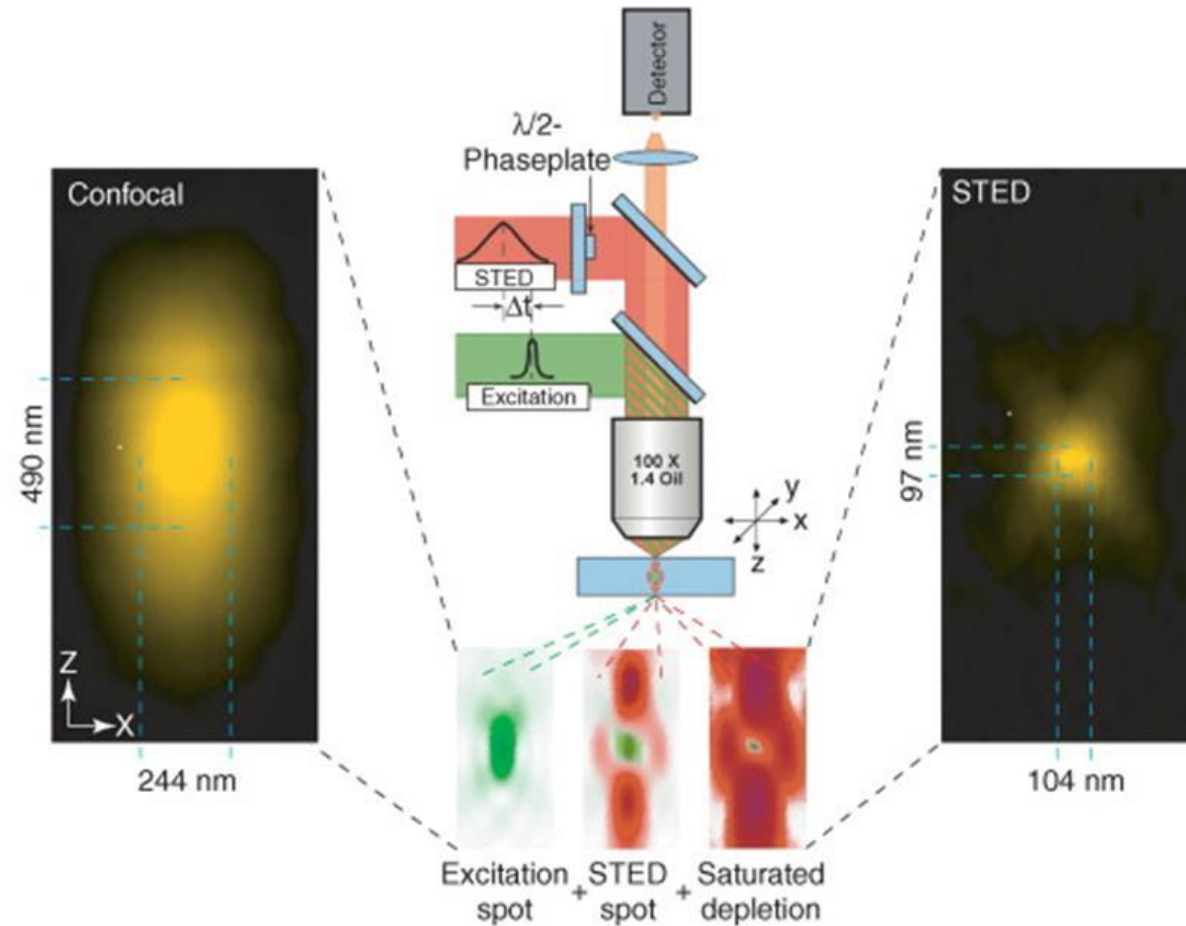 Detector
λ/2-
Phaseplate
Confocal
STED
STED
Δt
Excitation
490 nm
97 nm
100 X
1.4 Oil
y
x
z
Z
X
244 nm
104 nm
Excitation
spot
+
STED
spot
+
Saturated
depletion